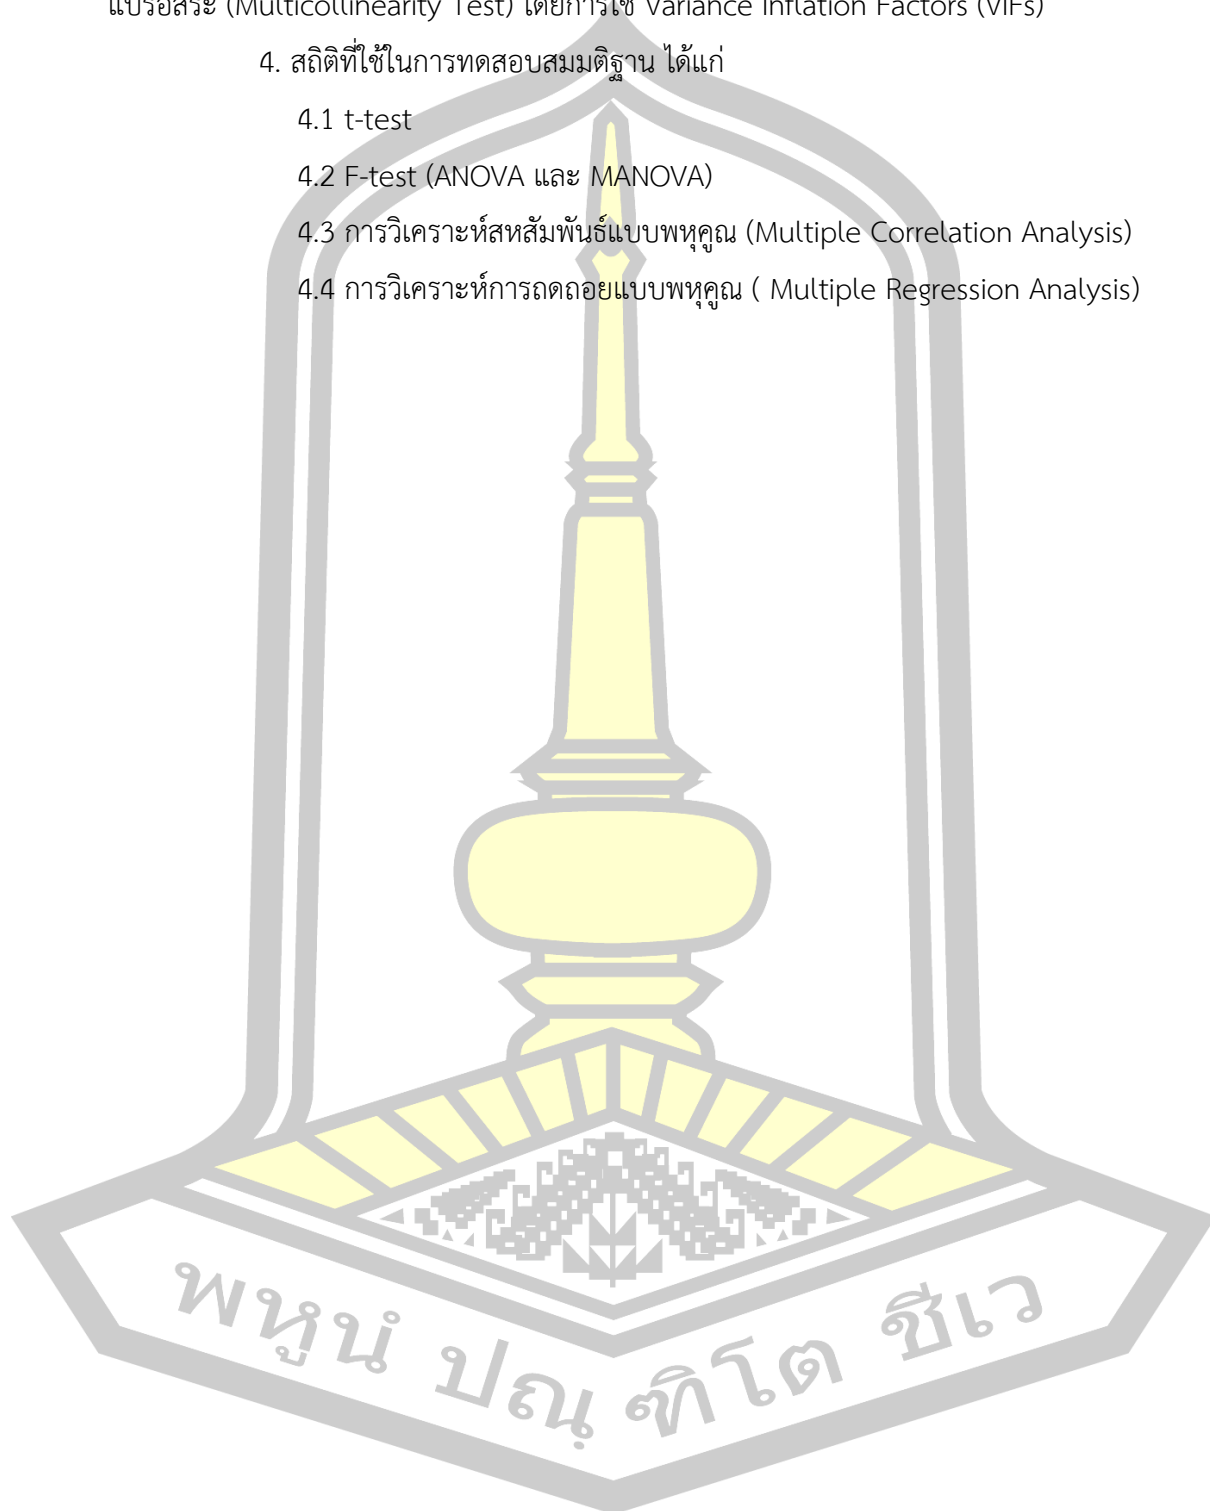 แปรอิสระ (Multicollinearity Test) โดยการใช้ Variance Inflation Factors (VIFs)
4. สถิติที่ใช้ในการทดสอบสมมติฐาน ได้แก่
4.1 t-test
4.2 F-test (ANOVA และ MANOVA)
4.3 การวิเคราะห์สหสัมพันธ์แบบพหุคูณ (Multiple Correlation Analysis)
4.4 การวิเคราะห์การถดถอยแบบพหุคูณ ( Multiple Regression Analysis)
พหูนํ ปณฺฑิโต ชีเว